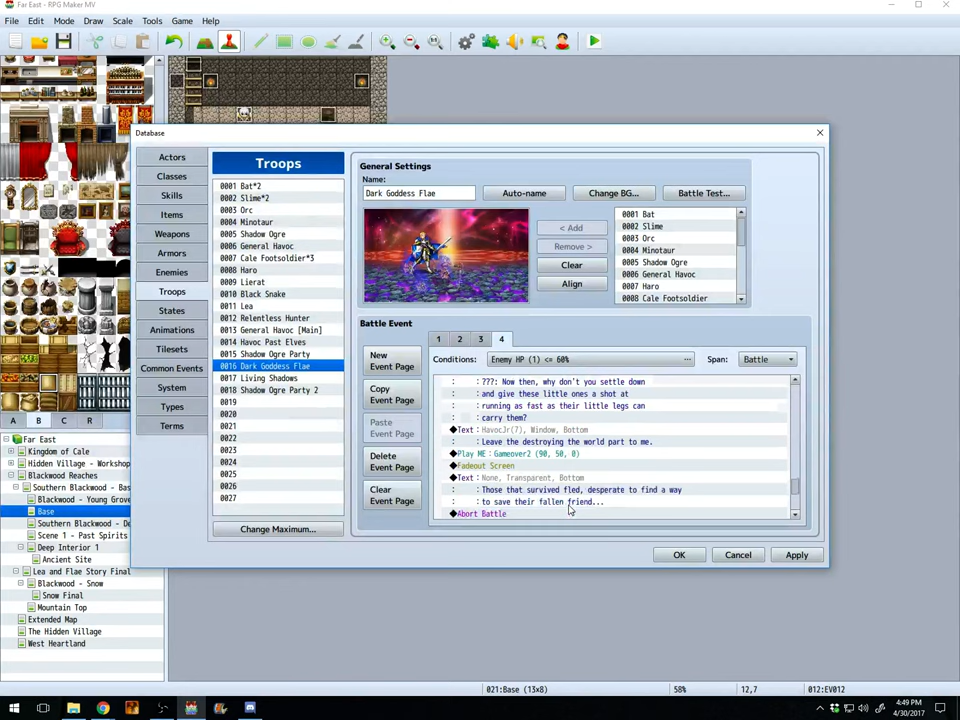 Far East - RPG Maker MV
File Edit Mode Draw Scale Tools Game Help
Database
Actors
Classes
Skills
Items
Weapons
Armors
Enemies
Troops
States
Animations
Tilesets
Common Events
System
Types
Terms
Troops
0001 Bat*2
0002 Slime*2
0003 Orc
0004 Minotaur
0005 Shadow Ogre
0006 General Havoc
0007 Cale Footsoldier*3
0008 Haro
0009 Lierat
0010 Black Snake
0011 Lea
0012 Relentless Hunter
0013 General Havoc [Main]
0014 Havoc Past Elves
0015 Shadow Ogre Party
0016 Dark Goddess Flae
0017 Living Shadows
0018 Shadow Ogre Party 2
0019
0020
0021
0022
0023
0024
0025
0026
0027
Change Maximum...
General Settings
Name:
Dark Goddess Flae
Auto-name
Change BG...
Battle Test...
< Add
Remove >
Clear
Align
0001 Bat
0002 Slime
0003 Orc
0004 Minotaur
0005 Shadow Ogre
0006 General Havoc
0007 Haro
0008 Cale Footsoldier
Battle Event
New
Event Page
Copy
Event Page
Paste
Event Page
Delete
Event Page
Clear
Event Page
1 2 3 4
Conditions: Enemy HP (1) <= 60% ... Span: Battle
: : ???: Now then, why don't you settle down
: : and give these little ones a shot at
: : running as fast as their little legs can
: : carry them?
◆Text: HavocJr(7), Window, Bottom
: : Leave the destroying the world part to me.
◆Play ME: Gameover2 (90, 50, 0)
◆Fadeout Screen
◆Text: None, Transparent, Bottom
: : Those that survived fled, desperate to find a way
: : to save their fallen friend...
◆Abort Battle
OK Cancel Apply
A B C R
Far East
Kingdom of Cale
Hidden Village - Workshop
Blackwood Reaches
Southern Blackwood - Bas
Blackwood - Young Grove
Base
Southern Blackwood - De
Scene 1 - Past Spirits
Deep Interior 1
Ancient Site
Lea and Flae Story Final
Blackwood - Snow
Snow Final
Mountain Top
Extended Map
The Hidden Village
West Heartland
021:Base (13x8) 58% 12,7 012:EV012
4:49 PM
4/30/2017